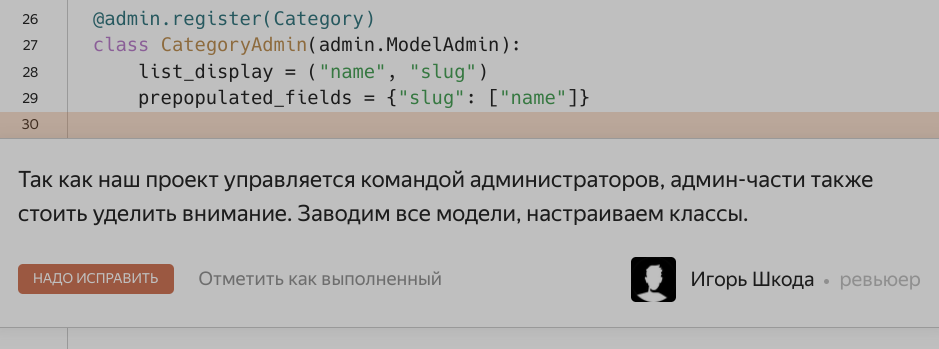 26 @admin.register(Category)
27 class CategoryAdmin(admin.ModelAdmin):
28     list_display = ("name", "slug")
29     prepopulated_fields = {"slug": ["name"]}
30
Так как наш проект управляется командой администраторов, админ-части также
стоить уделить внимание. Заводим все модели, настраиваем классы.
НАДО ИСПРАВИТЬ Отметить как выполненный Игорь Шкода • ревьюер